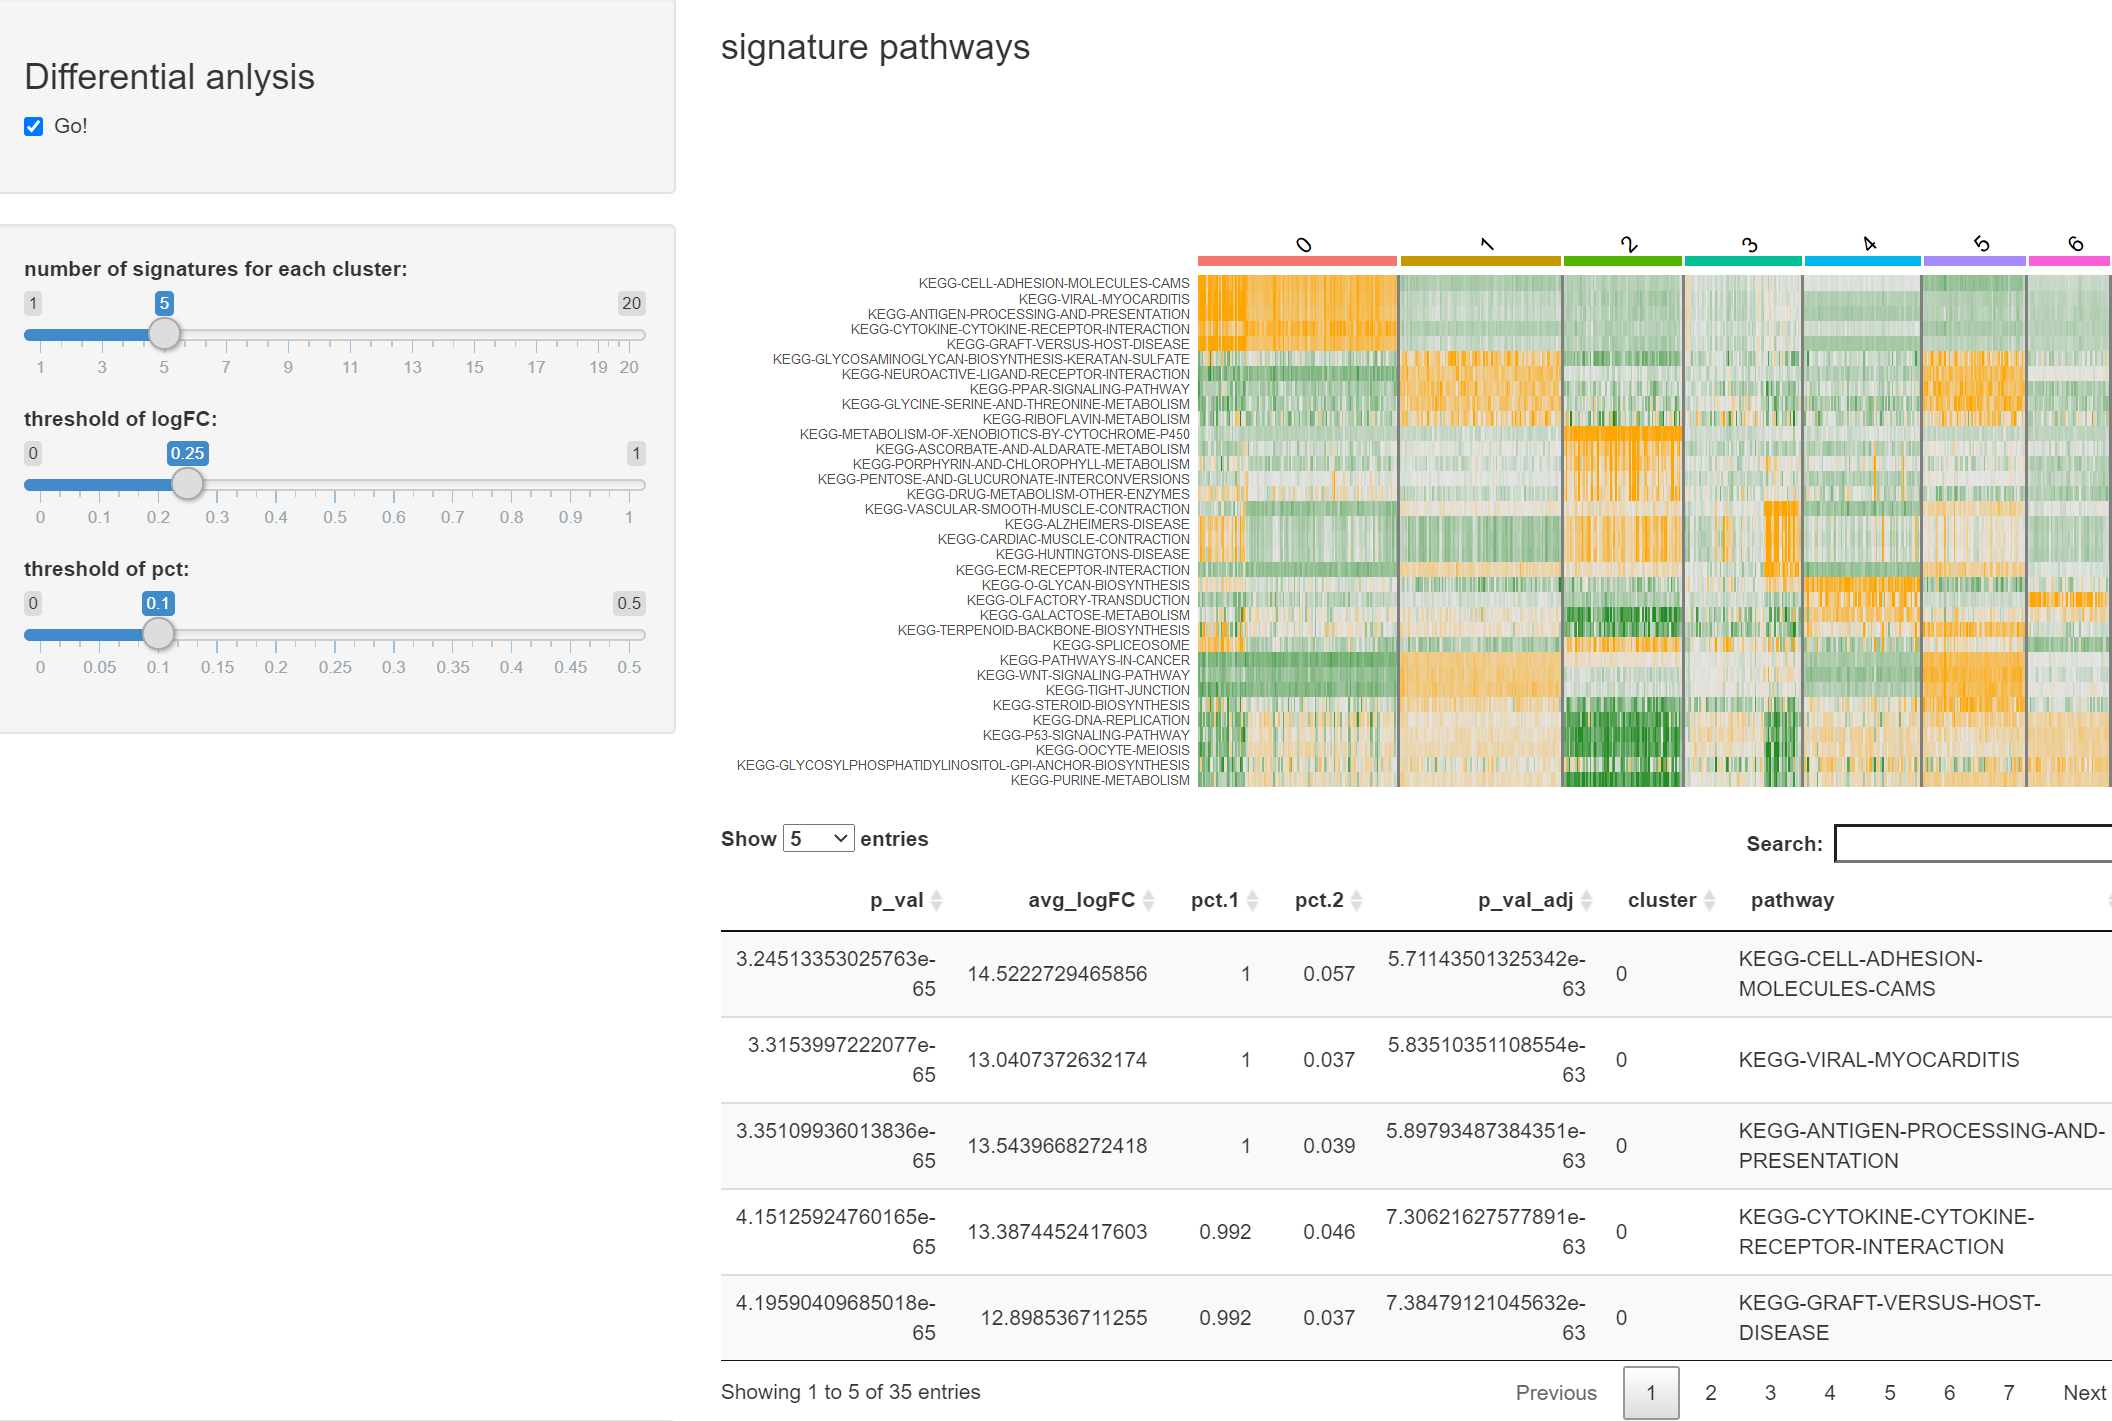 Differential anlysis
Go!
number of signatures for each cluster:
1 5 20
1 3 5 7 9 11 13 15 17 19 20
threshold of logFC:
0 0.25 1
0 0.1 0.2 0.3 0.4 0.5 0.6 0.7 0.8 0.9 1
threshold of pct:
0 0.1 0.5
0 0.05 0.1 0.15 0.2 0.25 0.3 0.35 0.4 0.45 0.5
signature pathways
0 1 2 3 4 5 6
KEGG-CELL-ADHESION-MOLECULES-CAMS
KEGG-VIRAL-MYOCARDITIS
KEGG-ANTIGEN-PROCESSING-AND-PRESENTATION
KEGG-CYTOKINE-CYTOKINE-RECEPTOR-INTERACTION
KEGG-GRAFT-VERSUS-HOST-DISEASE
KEGG-GLYCOSAMINOGLYCAN-BIOSYNTHESIS-KERATAN-SULFATE
KEGG-NEUROACTIVE-LIGAND-RECEPTOR-INTERACTION
KEGG-PPAR-SIGNALING-PATHWAY
KEGG-GLYCINE-SERINE-AND-THREONINE-METABOLISM
KEGG-RIBOFLAVIN-METABOLISM
KEGG-METABOLISM-OF-XENOBIOTICS-BY-CYTOCHROME-P450
KEGG-ASCORBATE-AND-ALDARATE-METABOLISM
KEGG-PORPHYRIN-AND-CHLOROPHYLL-METABOLISM
KEGG-PENTOSE-AND-GLUCURONATE-INTERCONVERSIONS
KEGG-DRUG-METABOLISM-OTHER-ENZYMES
KEGG-VASCULAR-SMOOTH-MUSCLE-CONTRACTION
KEGG-ALZHEIMERS-DISEASE
KEGG-CARDIAC-MUSCLE-CONTRACTION
KEGG-HUNTINGTONS-DISEASE
KEGG-ECM-RECEPTOR-INTERACTION
KEGG-O-GLYCAN-BIOSYNTHESIS
KEGG-OLFACTORY-TRANSDUCTION
KEGG-GALACTOSE-METABOLISM
KEGG-TERPENOID-BACKBONE-BIOSYNTHESIS
KEGG-SPLICEOSOME
KEGG-PATHWAYS-IN-CANCER
KEGG-WNT-SIGNALING-PATHWAY
KEGG-TIGHT-JUNCTION
KEGG-STEROID-BIOSYNTHESIS
KEGG-DNA-REPLICATION
KEGG-P53-SIGNALING-PATHWAY
KEGG-OOCYTE-MEIOSIS
KEGG-GLYCOSYLPHOSPHATIDYLINOSITOL-GPI-ANCHOR-BIOSYNTHESIS
KEGG-PURINE-METABOLISM
Show 5 entries Search:
p_val avg_logFC pct.1 pct.2 p_val_adj cluster pathway
3.24513353025763e- 5.71143501325342e- KEGG-CELL-ADHESION-
14.5222729465856 1 0.057 0
65 63 MOLECULES-CAMS
3.3153997222077e- 5.83510351108554e-
13.0407372632174 1 0.037 0 KEGG-VIRAL-MYOCARDITIS
65 63
3.35109936013836e- 5.89793487384351e- KEGG-ANTIGEN-PROCESSING-AND-
13.5439668272418 1 0.039 0
65 63 PRESENTATION
4.15125924760165e- 7.30621627577891e- KEGG-CYTOKINE-CYTOKINE-
13.3874452417603 0.992 0.046 0
65 63 RECEPTOR-INTERACTION
4.19590409685018e- 7.38479121045632e- KEGG-GRAFT-VERSUS-HOST-
12.898536711255 0.992 0.037 0
65 63 DISEASE
Showing 1 to 5 of 35 entries Previous 1 2 3 4 5 6 7 Next